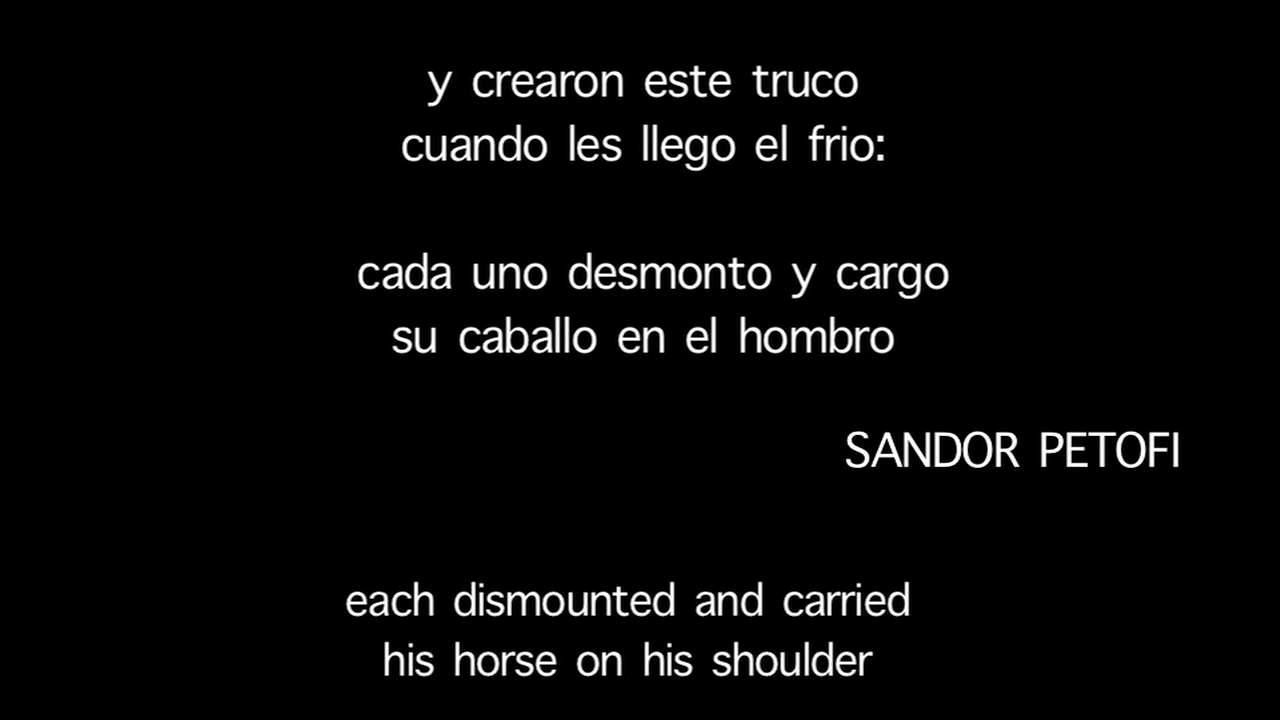 y crearon este truco
cuando les llego el frio:
cada uno desmonto y cargo
su caballo en el hombro
SANDOR PETOFI
each dismounted and carried
his horse on his shoulder